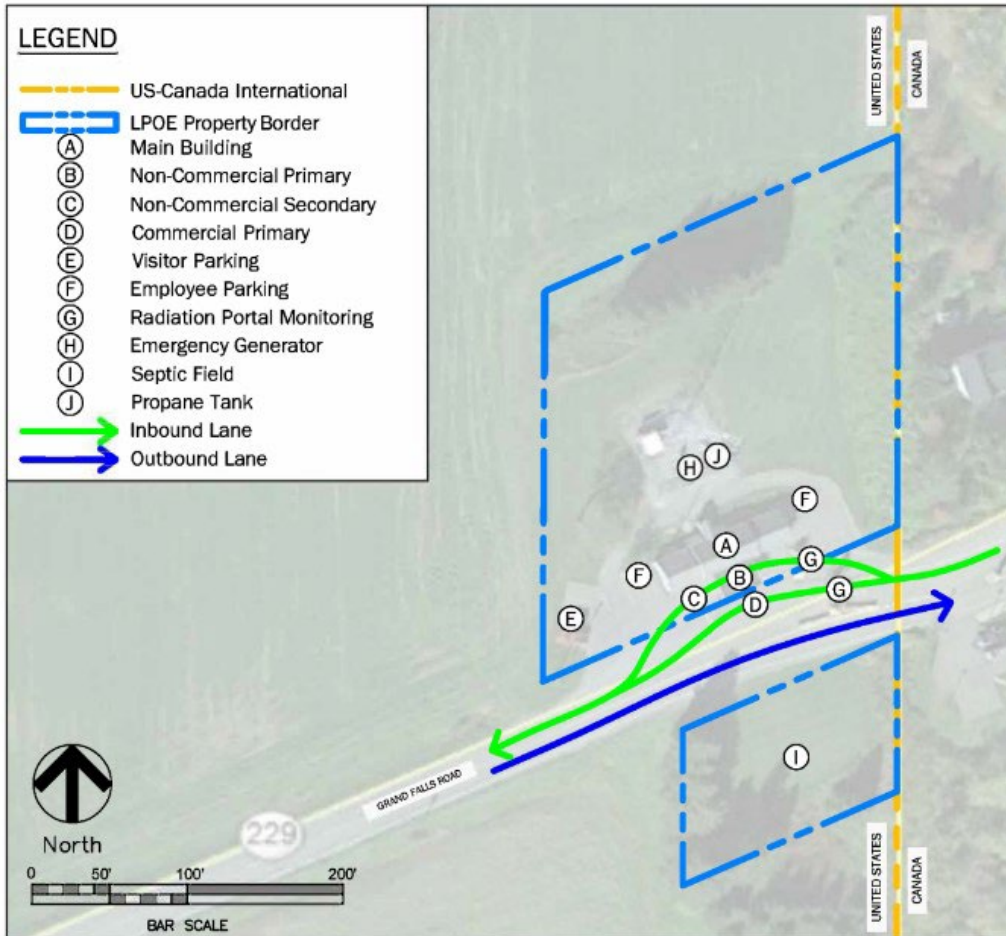 LEGEND
US-Canada International
LPOE Property Border
A Main Building
B Non-Commercial Primary
C Non-Commercial Secondary
D Commercial Primary
E Visitor Parking
F Employee Parking
G Radiation Portal Monitoring
H Emergency Generator
I Septic Field
J Propane Tank
Inbound Lane
Outbound Lane
UNITED STATES
CANADA
J
H
F
A
G
F
B
G
C
D
E
I
GRAND FALLS ROAD
229
North
0 50' 100' 200'
BAR SCALE
UNITED STATES
CANADA